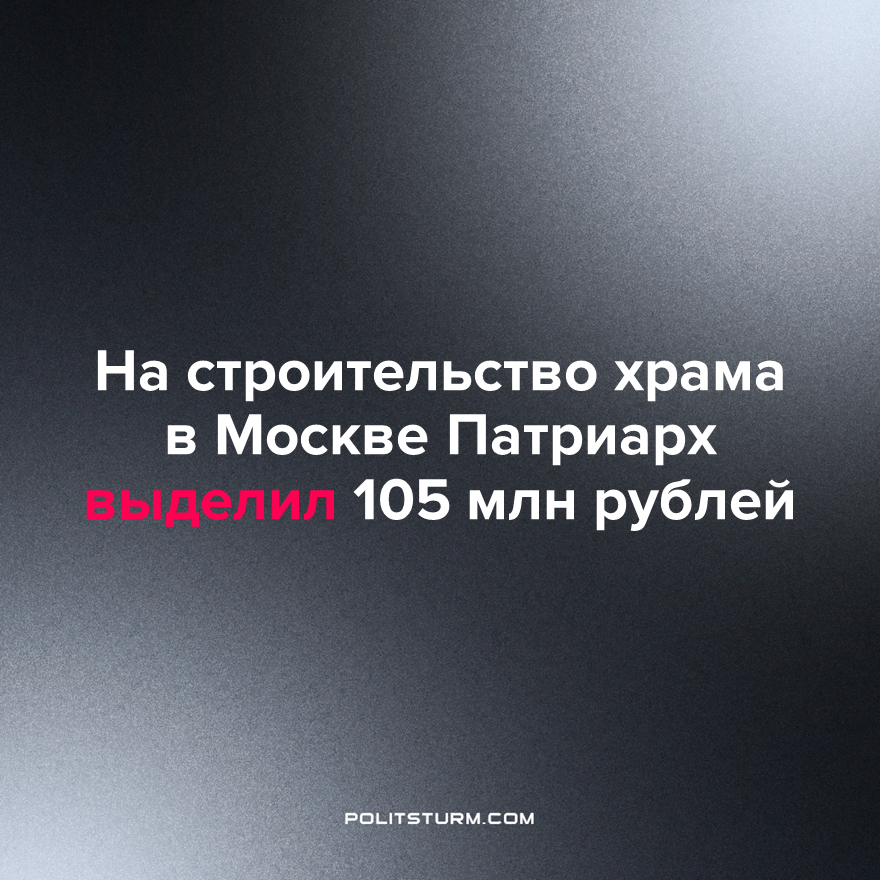 На строительство храма
в Москве Патриарх
выделил 105 млн рублей
POLITSTURM.COM